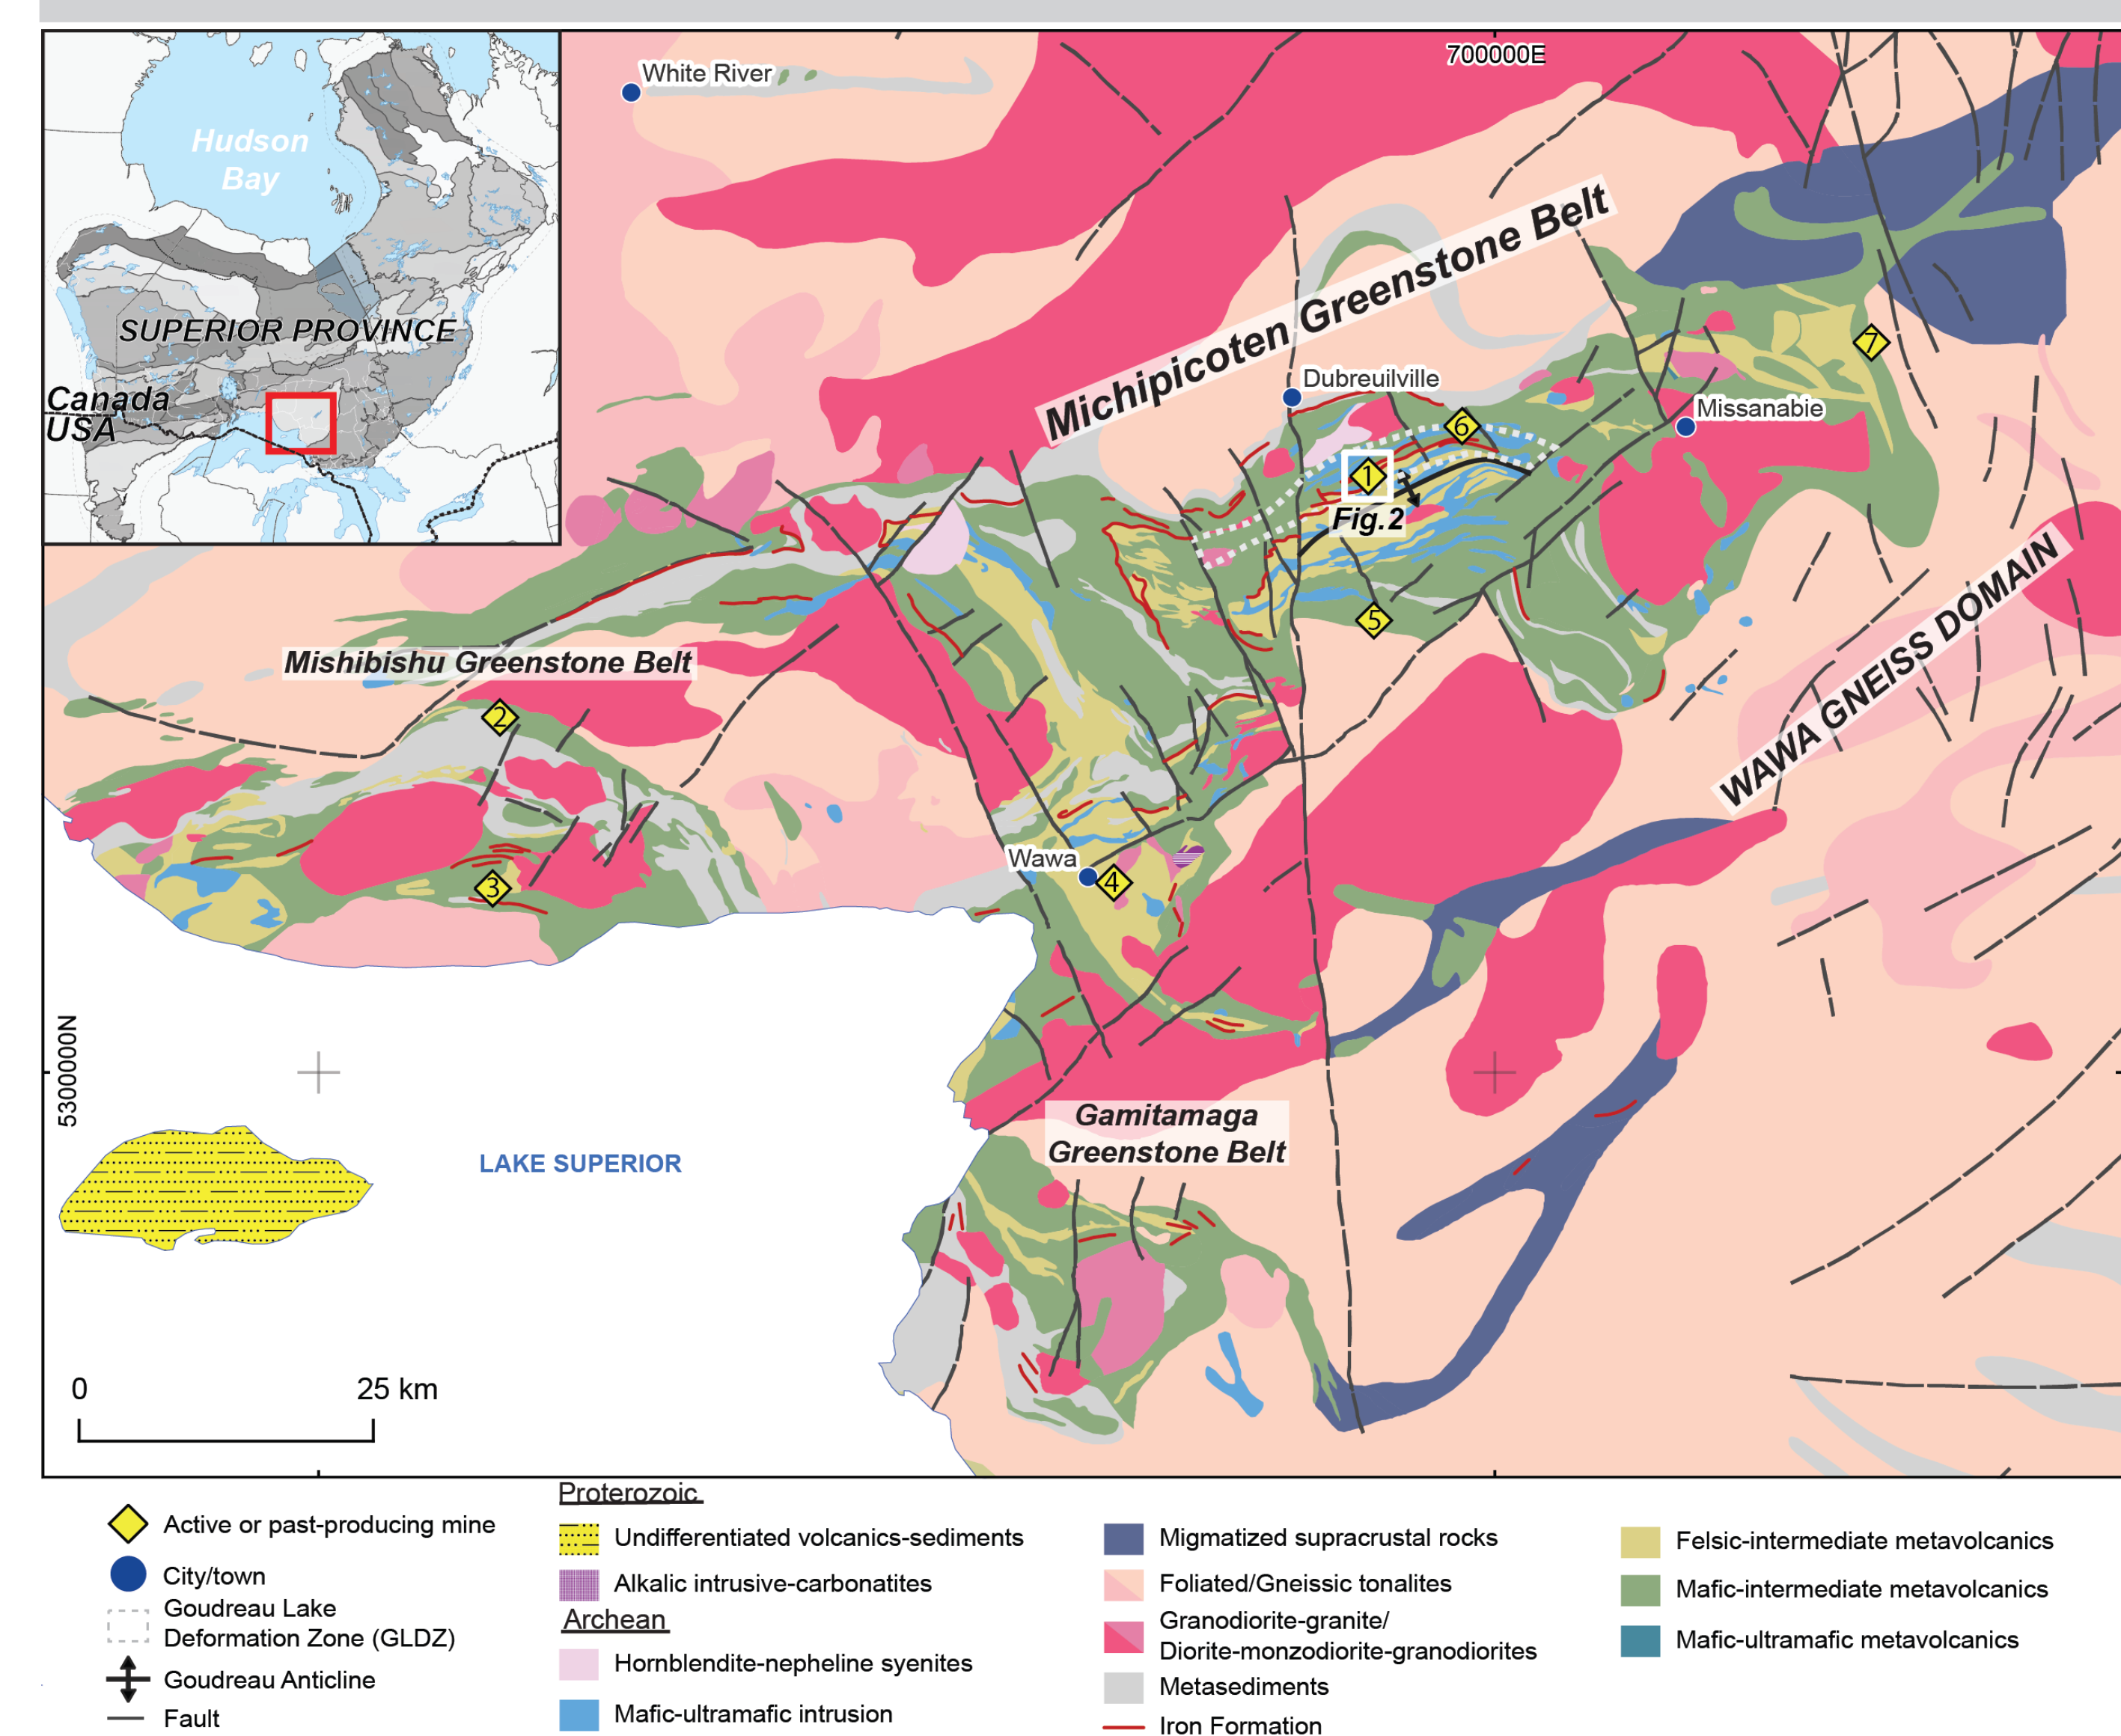 Hudson
Bay
SUPERIOR PROVINCE
Canada
USA
White River
700000E
Michipicoten Greenstone Belt
Dubreuilville
Missanabie
7
6
1
Fig.2
5
WAWA GNEISS DOMAIN
Mishibishu Greenstone Belt
2
3
Wawa
4
5300000N
Gamitamaga
Greenstone Belt
LAKE SUPERIOR
0 25 km
Active or past-producing mine
City/town
Goudreau Lake
Deformation Zone (GLDZ)
Goudreau Anticline
Fault
Proterozoic
Undifferentiated volcanics-sediments
Alkalic intrusive-carbonatites
Archean
Hornblendite-nepheline syenites
Mafic-ultramafic intrusion
Migmatized supracrustal rocks
Foliated/Gneissic tonalites
Granodiorite-granite/
Diorite-monzodiorite-granodiorites
Metasediments
Iron Formation
Felsic-intermediate metavolcanics
Mafic-intermediate metavolcanics
Mafic-ultramafic metavolcanics